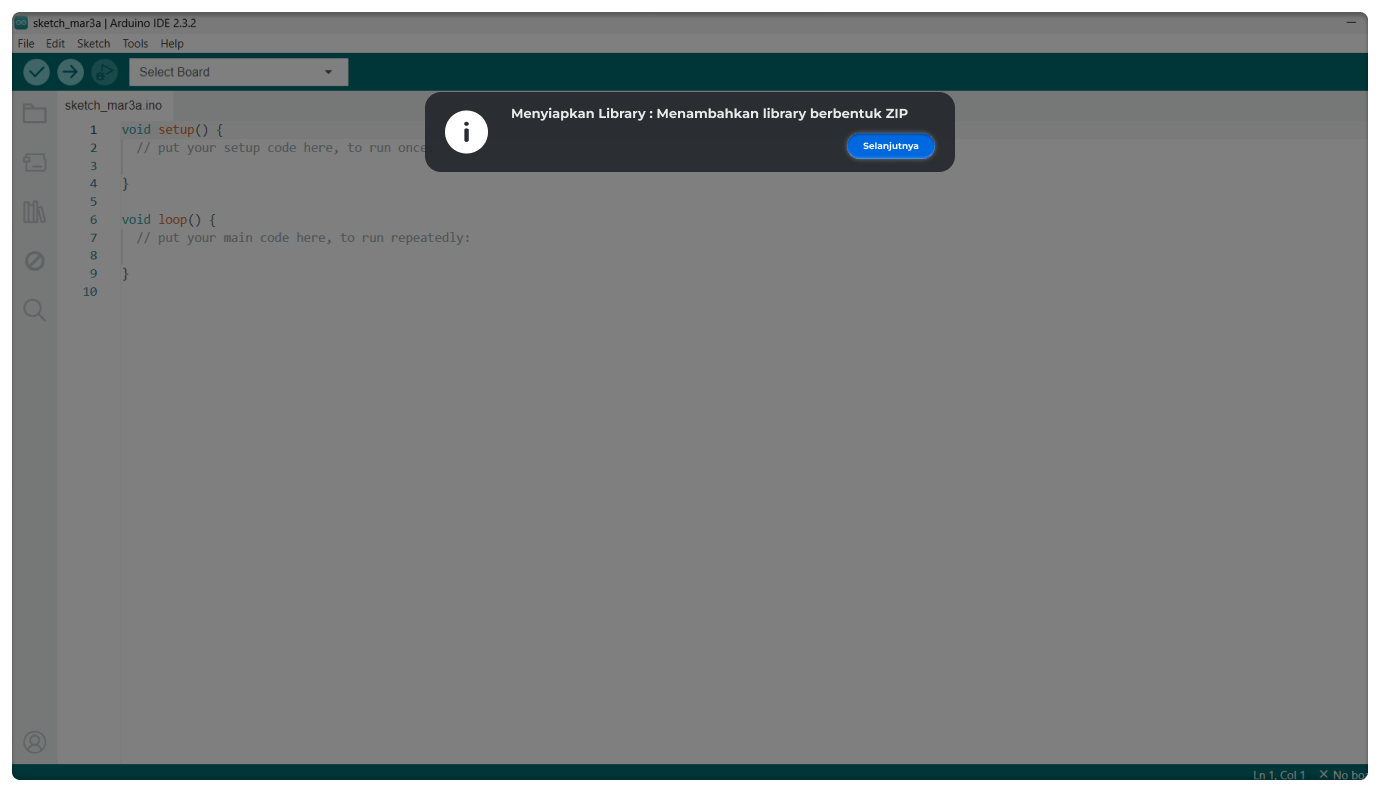 sketch_mar3a | Arduino IDE 2.3.2
File Edit Sketch Tools Help
Select Board
sketch_mar3a.ino
Menyiapkan Library : Menambahkan library berbentuk ZIP
Selanjutnya
1 void setup() {
2 // put your setup code here, to run once
3
4 }
5
6 void loop() {
7 // put your main code here, to run repeatedly:
8
9 }
10
Ln 1, Col 1 × No